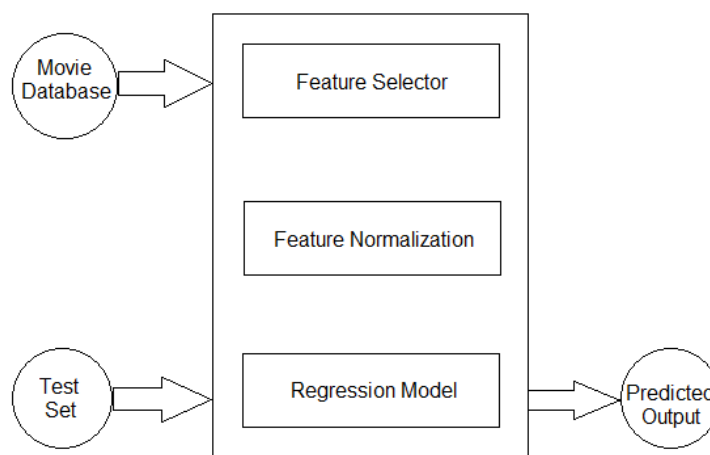 Movie
Database
Feature Selector
Feature Normalization
Test
Set
Regression Model
Predicted
Output